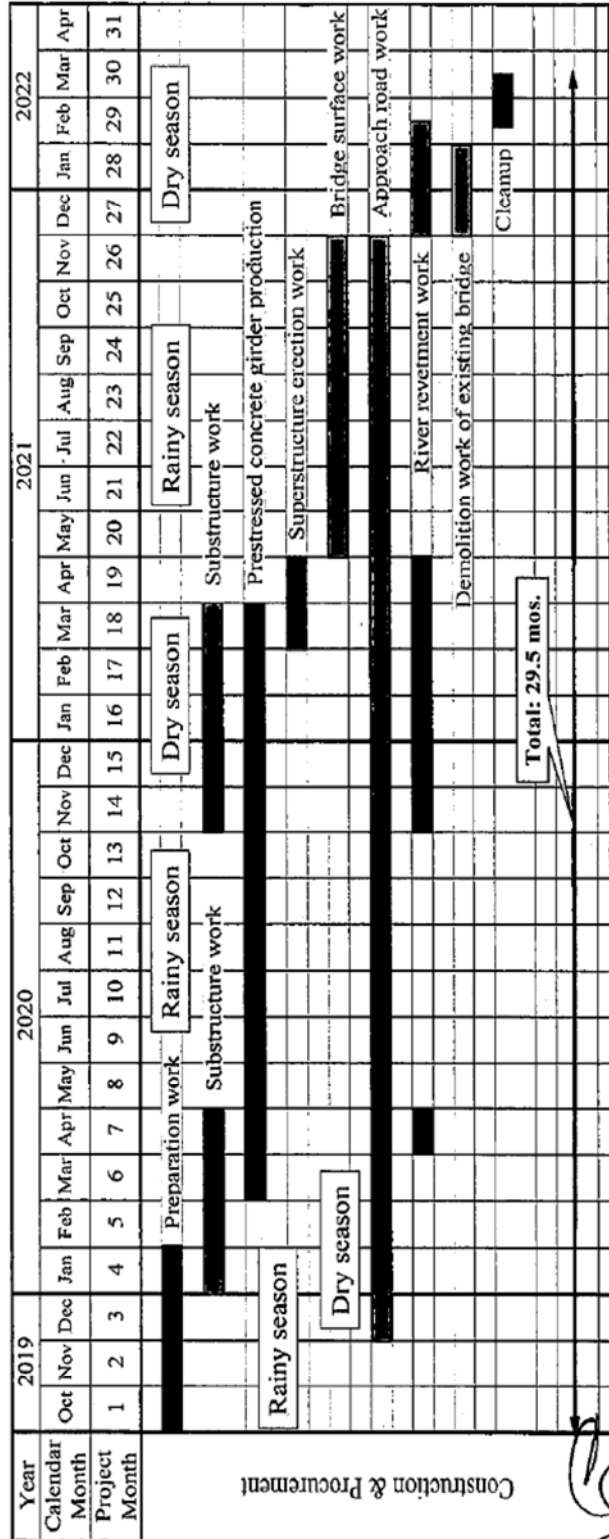 Year 2019 2020 2021 2022
Calendar Month Oct Nov Dec Jan Feb Mar Apr May Jun Jul Aug Sep Oct Nov Dec Jan Feb Mar Apr May Jun Jul Aug Sep Oct Nov Dec Jan Feb Mar Apr
Project Month 1 2 3 4 5 6 7 8 9 10 11 12 13 14 15 16 17 18 19 20 21 22 23 24 25 26 27 28 29 30 31
Construction & Procurement
Preparation work
Rainy season
Dry season
Rainy season
Dry season
Substructure work
Substructure work
Prestressed concrete girder production
Rainy season
Superstructure erection work
Bridge surface work
Dry season
Approach road work
River revetment work
Demolition work of existing bridge
Cleanup
Total: 29.5 mos.